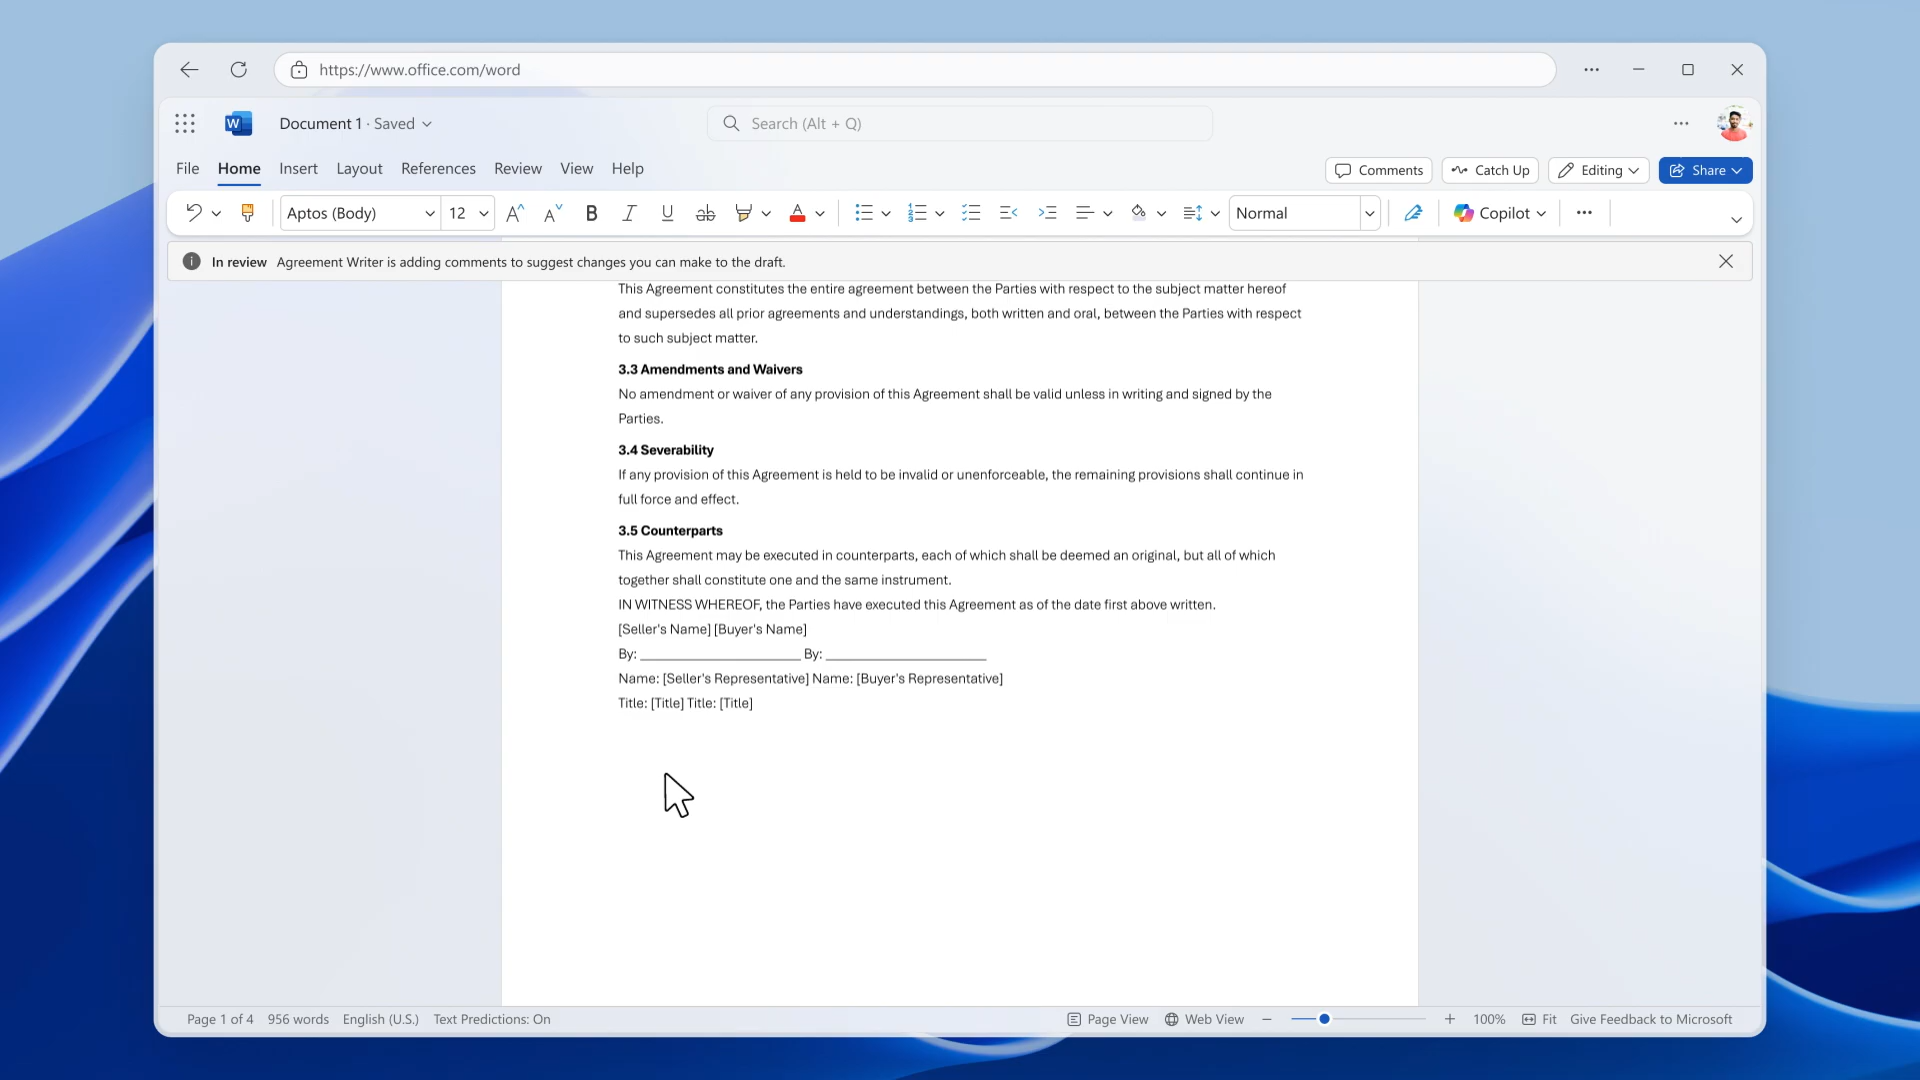 https://www.office.com/word
W
Document 1 · Saved
Search (Alt + Q)
File Home Insert Layout References Review View Help
Comments
Catch Up
Editing
Share
Aptos (Body)
12
Normal
Copilot
In review Agreement Writer is adding comments to suggest changes you can make to the draft.
This Agreement constitutes the entire agreement between the Parties with respect to the subject matter hereof
and supersedes all prior agreements and understandings, both written and oral, between the Parties with respect
to such subject matter.
3.3 Amendments and Waivers
No amendment or waiver of any provision of this Agreement shall be valid unless in writing and signed by the
Parties.
3.4 Severability
If any provision of this Agreement is held to be invalid or unenforceable, the remaining provisions shall continue in
full force and effect.
3.5 Counterparts
This Agreement may be executed in counterparts, each of which shall be deemed an original, but all of which
together shall constitute one and the same instrument.
IN WITNESS WHEREOF, the Parties have executed this Agreement as of the date first above written.
[Seller's Name] [Buyer's Name]
By: ________________________ By: ________________________
Name: [Seller's Representative] Name: [Buyer's Representative]
Title: [Title] Title: [Title]
Page 1 of 4 956 words English (U.S.) Text Predictions: On
Page View Web View 100% Fit Give Feedback to Microsoft